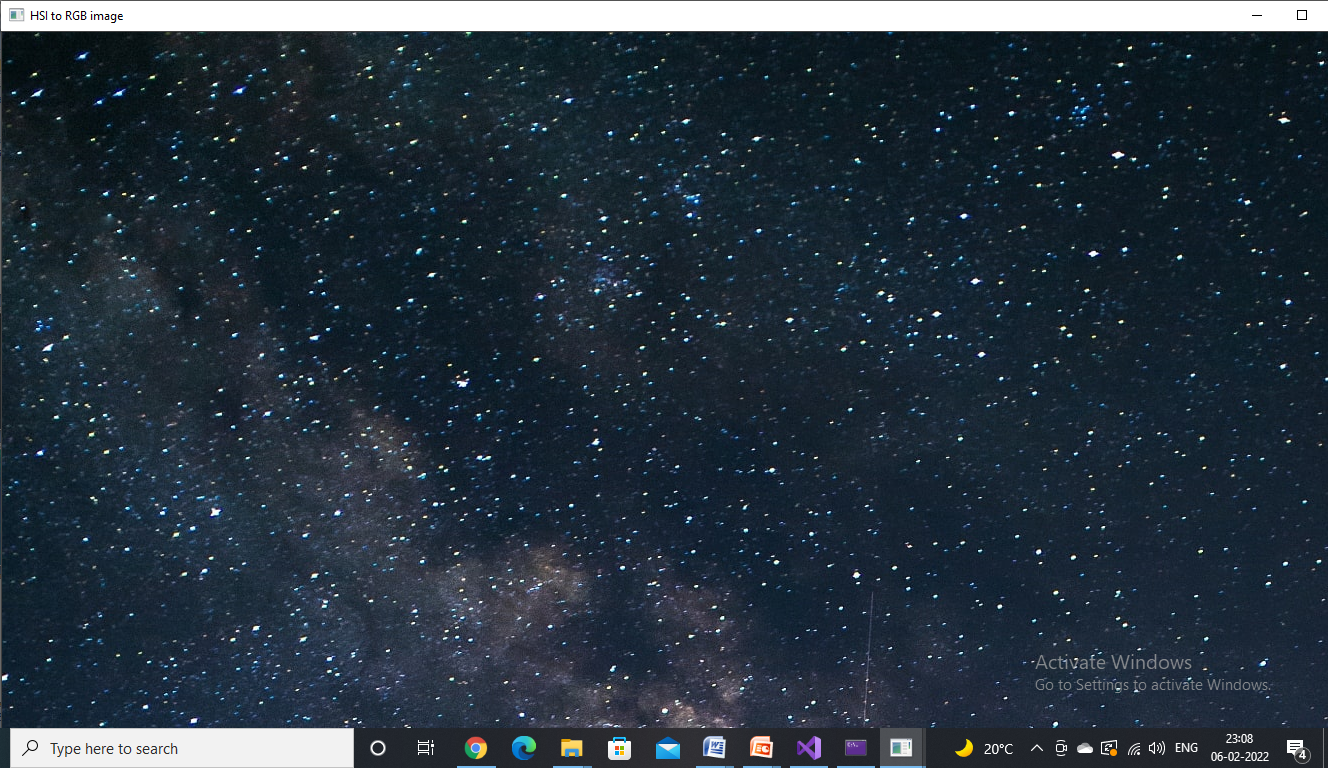 HSI to RGB image
Activate Windows
Go to Settings to activate Windows.
Type here to search
20°C
ENG
23:08
06-02-2022
4